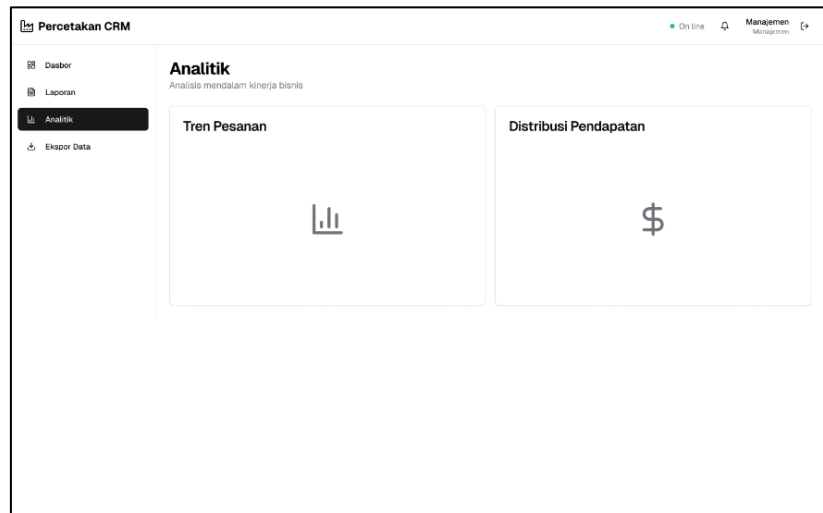 Percetakan CRM
On line
Manajemen
Manajemen
Dasbor
Laporan
Analitik
Ekspor Data
Analitik
Analisis mendalam kinerja bisnis
Tren Pesanan
Distribusi Pendapatan
$